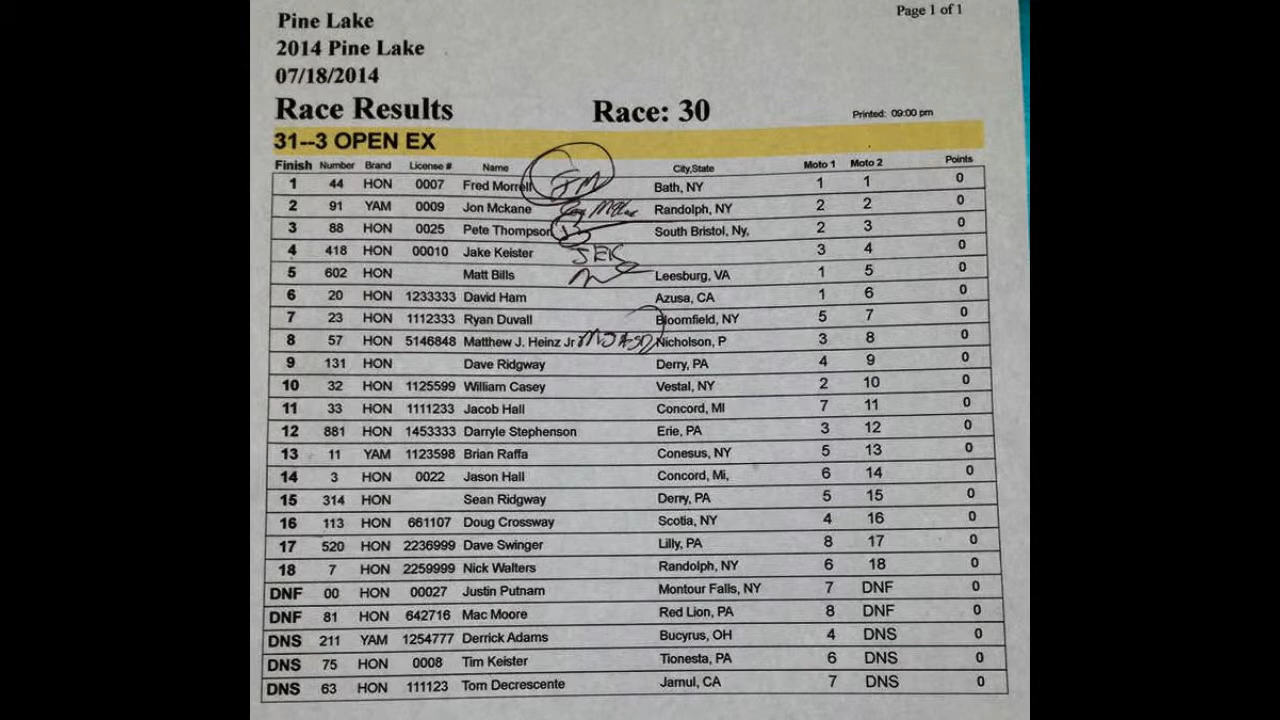 Page 1 of 1
Pine Lake
2014 Pine Lake
07/18/2014
Race Results Race: 30 Printed: 09:00 pm
31--3 OPEN EX
Finish Number Brand License # Name City,State Moto 1 Moto 2 Points
1 44 HON 0007 Fred Morrell FM Bath, NY 1 1 0
2 91 YAM 0009 Jon Mckane Randolph, NY 2 2 0
3 88 HON 0025 Pete Thompson South Bristol, Ny, 2 3 0
4 418 HON 00010 Jake Keister JEK 3 4 0
5 602 HON Matt Bills Leesburg, VA 1 5 0
6 20 HON 1233333 David Ham Azusa, CA 1 6 0
7 23 HON 1112333 Ryan Duvall Bloomfield, NY 5 7 0
8 57 HON 5146848 Matthew J. Heinz Jr Nicholson, P 3 8 0
9 131 HON Dave Ridgway Derry, PA 4 9 0
10 32 HON 1125599 William Casey Vestal, NY 2 10 0
11 33 HON 1111233 Jacob Hall Concord, MI 7 11 0
12 881 HON 1453333 Darryle Stephenson Erie, PA 3 12 0
13 11 YAM 1123598 Brian Raffa Conesus, NY 5 13 0
14 3 HON 0022 Jason Hall Concord, Mi, 6 14 0
15 314 HON Sean Ridgway Derry, PA 5 15 0
16 113 HON 661107 Doug Crossway Scotia, NY 4 16 0
17 520 HON 2236999 Dave Swinger Lilly, PA 8 17 0
18 7 HON 2259999 Nick Walters Randolph, NY 6 18 0
DNF 00 HON 00027 Justin Putnam Montour Falls, NY 7 DNF 0
DNF 81 HON 642716 Mac Moore Red Lion, PA 8 DNF 0
DNS 211 YAM 1254777 Derrick Adams Bucyrus, OH 4 DNS 0
DNS 75 HON 0008 Tim Keister Tionesta, PA 6 DNS 0
DNS 63 HON 111123 Tom Decrescente Jamul, CA 7 DNS 0